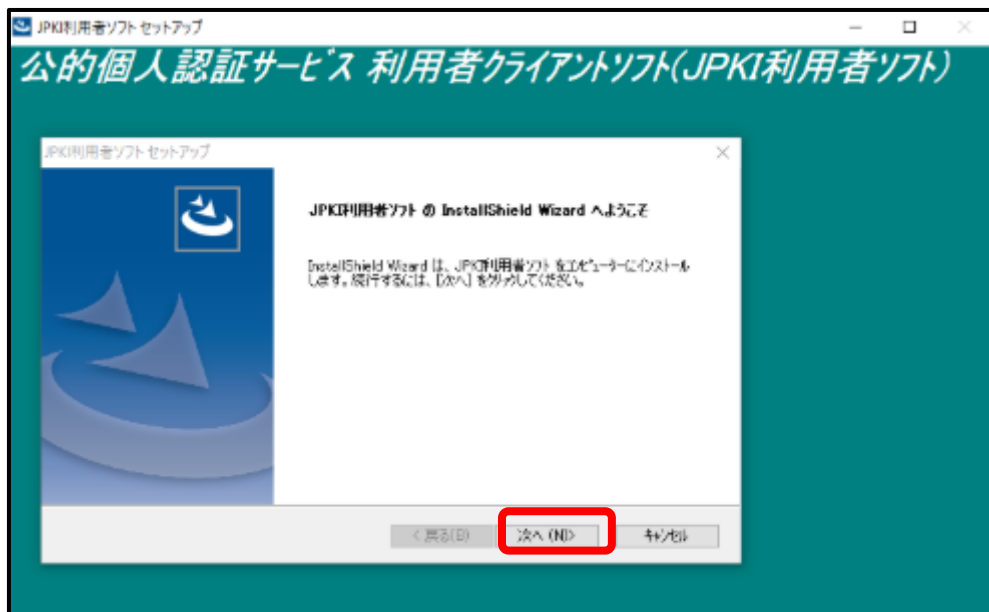 JPKI利用者ソフト セットアップ
公的個人認証サービス 利用者クライアントソフト(JPKI利用者ソフト)
JPKI利用者ソフト セットアップ
JPKI利用者ソフト の InstallShield Wizard へようこそ
InstallShield Wizard は、JPKI利用者ソフト をコンピューターにインストール
します。続行するには、[次へ] をクリックしてください。
< 戻る(B)
次へ (N)>
キャンセル